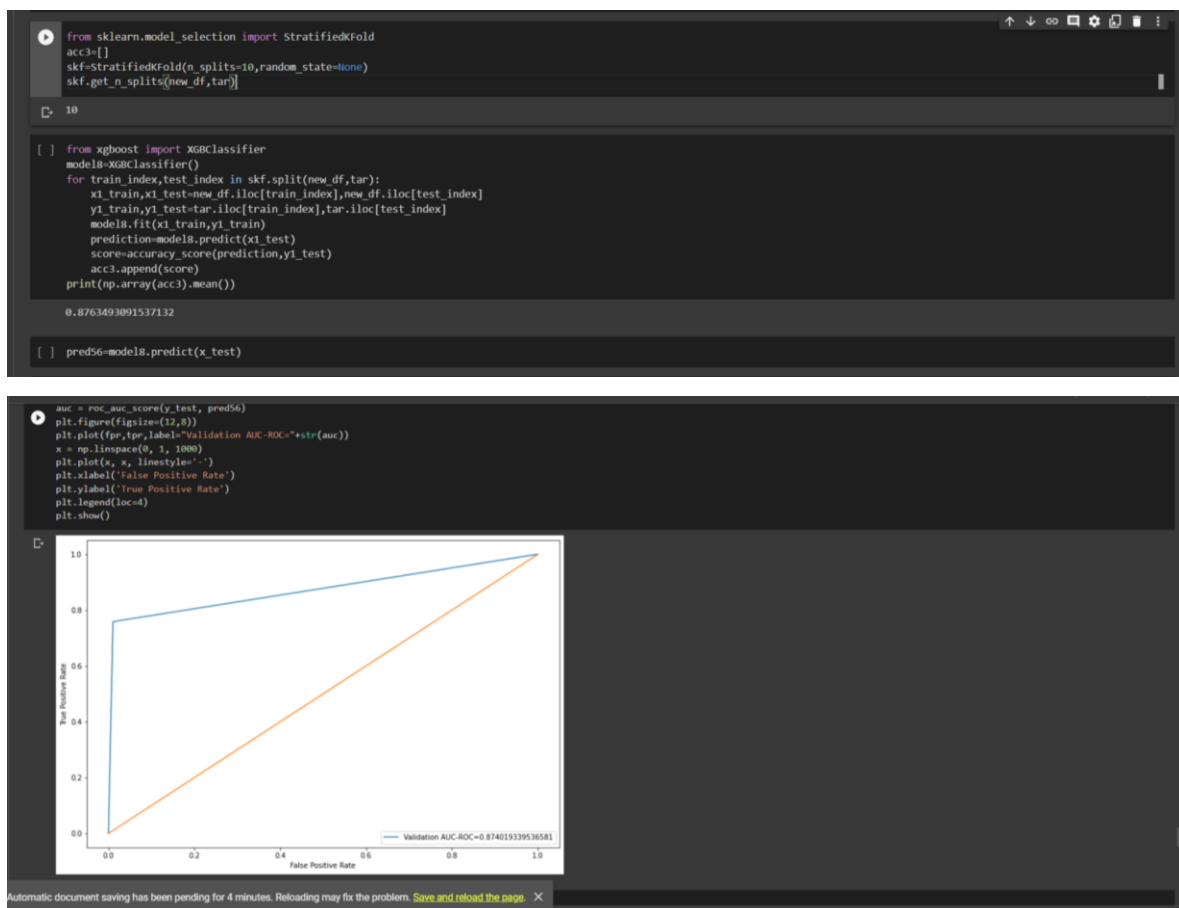 from sklearn.model_selection import StratifiedKFold
acc3=[]
skf=StratifiedKFold(n_splits=10,random_state=None)
skf.get_n_splits(new_df,tar)
10
[ ] from xgboost import XGBClassifier
model8=XGBClassifier()
for train_index,test_index in skf.split(new_df,tar):
x1_train,x1_test=new_df.iloc[train_index],new_df.iloc[test_index]
y1_train,y1_test=tar.iloc[train_index],tar.iloc[test_index]
model8.fit(x1_train,y1_train)
prediction=model8.predict(x1_test)
score=accuracy_score(prediction,y1_test)
acc3.append(score)
print(np.array(acc3).mean())
0.8763493091537132
[ ] pred56=model8.predict(x_test)
auc = roc_auc_score(y_test, pred56)
plt.figure(figsize=(12,8))
plt.plot(fpr,tpr,label="Validation AUC-ROC="+str(auc))
x = np.linspace(0, 1, 1000)
plt.plot(x, x, linestyle='-')
plt.xlabel('False Positive Rate')
plt.ylabel('True Positive Rate')
plt.legend(loc=4)
plt.show()
1.0
0.8
0.6
0.4
0.2
0.0
True Positive Rate
Validation AUC-ROC=0.874019339536581
0.0 0.2 0.4 0.6 0.8 1.0
False Positive Rate
Automatic document saving has been pending for 4 minutes. Reloading may fix the problem. Save and reload the page. X